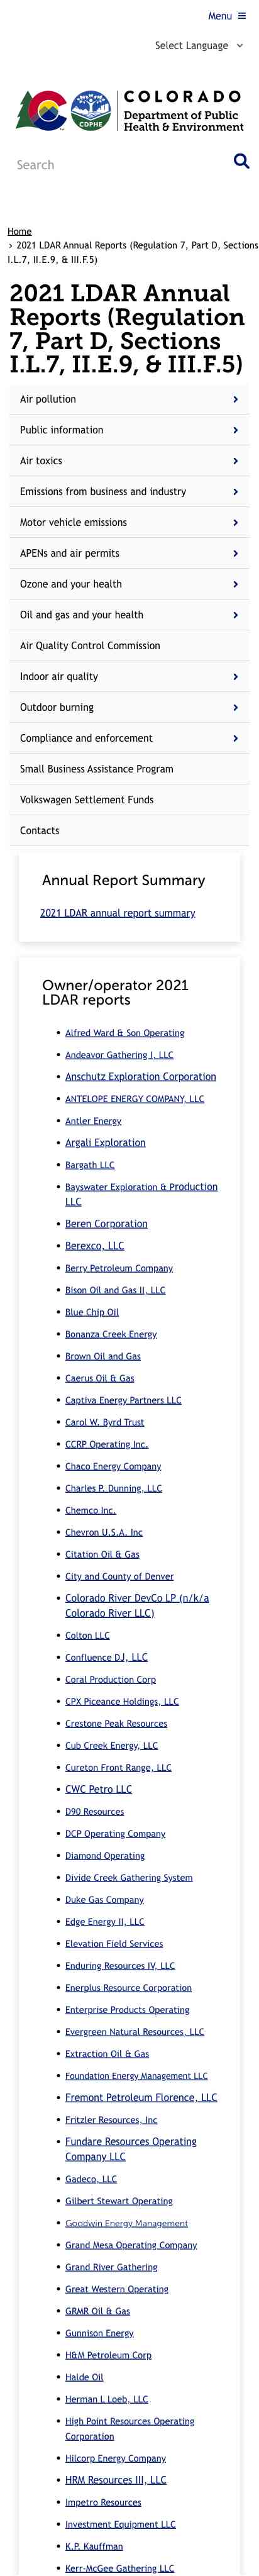 Menu
Select Language
COLORADO
Department of Public
Health & Environment
CDPHE
Search
Home
› 2021 LDAR Annual Reports (Regulation 7, Part D, Sections
I.L.7, II.E.9, & III.F.5)
2021 LDAR Annual
Reports (Regulation
7, Part D, Sections
I.L.7, II.E.9, & III.F.5)
Air pollution
Public information
Air toxics
Emissions from business and industry
Motor vehicle emissions
APENs and air permits
Ozone and your health
Oil and gas and your health
Air Quality Control Commission
Indoor air quality
Outdoor burning
Compliance and enforcement
Small Business Assistance Program
Volkswagen Settlement Funds
Contacts
Annual Report Summary
2021 LDAR annual report summary
Owner/operator 2021
LDAR reports
• Alfred Ward & Son Operating
• Andeavor Gathering I, LLC
• Anschutz Exploration Corporation
• ANTELOPE ENERGY COMPANY, LLC
• Antler Energy
• Argali Exploration
• Bargath LLC
• Bayswater Exploration & Production
LLC
• Beren Corporation
• Berexco, LLC
• Berry Petroleum Company
• Bison Oil and Gas II, LLC
• Blue Chip Oil
• Bonanza Creek Energy
• Brown Oil and Gas
• Caerus Oil & Gas
• Captiva Energy Partners LLC
• Carol W. Byrd Trust
• CCRP Operating Inc.
• Chaco Energy Company
• Charles P. Dunning, LLC
• Chemco Inc.
• Chevron U.S.A. Inc
• Citation Oil & Gas
• City and County of Denver
• Colorado River DevCo LP (n/k/a
Colorado River LLC)
• Colton LLC
• Confluence DJ, LLC
• Coral Production Corp
• CPX Piceance Holdings, LLC
• Crestone Peak Resources
• Cub Creek Energy, LLC
• Cureton Front Range, LLC
• CWC Petro LLC
• D90 Resources
• DCP Operating Company
• Diamond Operating
• Divide Creek Gathering System
• Duke Gas Company
• Edge Energy II, LLC
• Elevation Field Services
• Enduring Resources IV, LLC
• Enerplus Resource Corporation
• Enterprise Products Operating
• Evergreen Natural Resources, LLC
• Extraction Oil & Gas
• Foundation Energy Management LLC
• Fremont Petroleum Florence, LLC
• Fritzler Resources, Inc
• Fundare Resources Operating
Company LLC
• Gadeco, LLC
• Gilbert Stewart Operating
• Goodwin Energy Management
• Grand Mesa Operating Company
• Grand River Gathering
• Great Western Operating
• GRMR Oil & Gas
• Gunnison Energy
• H&M Petroleum Corp
• Halde Oil
• Herman L Loeb, LLC
• High Point Resources Operating
Corporation
• Hilcorp Energy Company
• HRM Resources III, LLC
• Impetro Resources
• Investment Equipment LLC
• K.P. Kauffman
• Kerr-McGee Gathering LLC